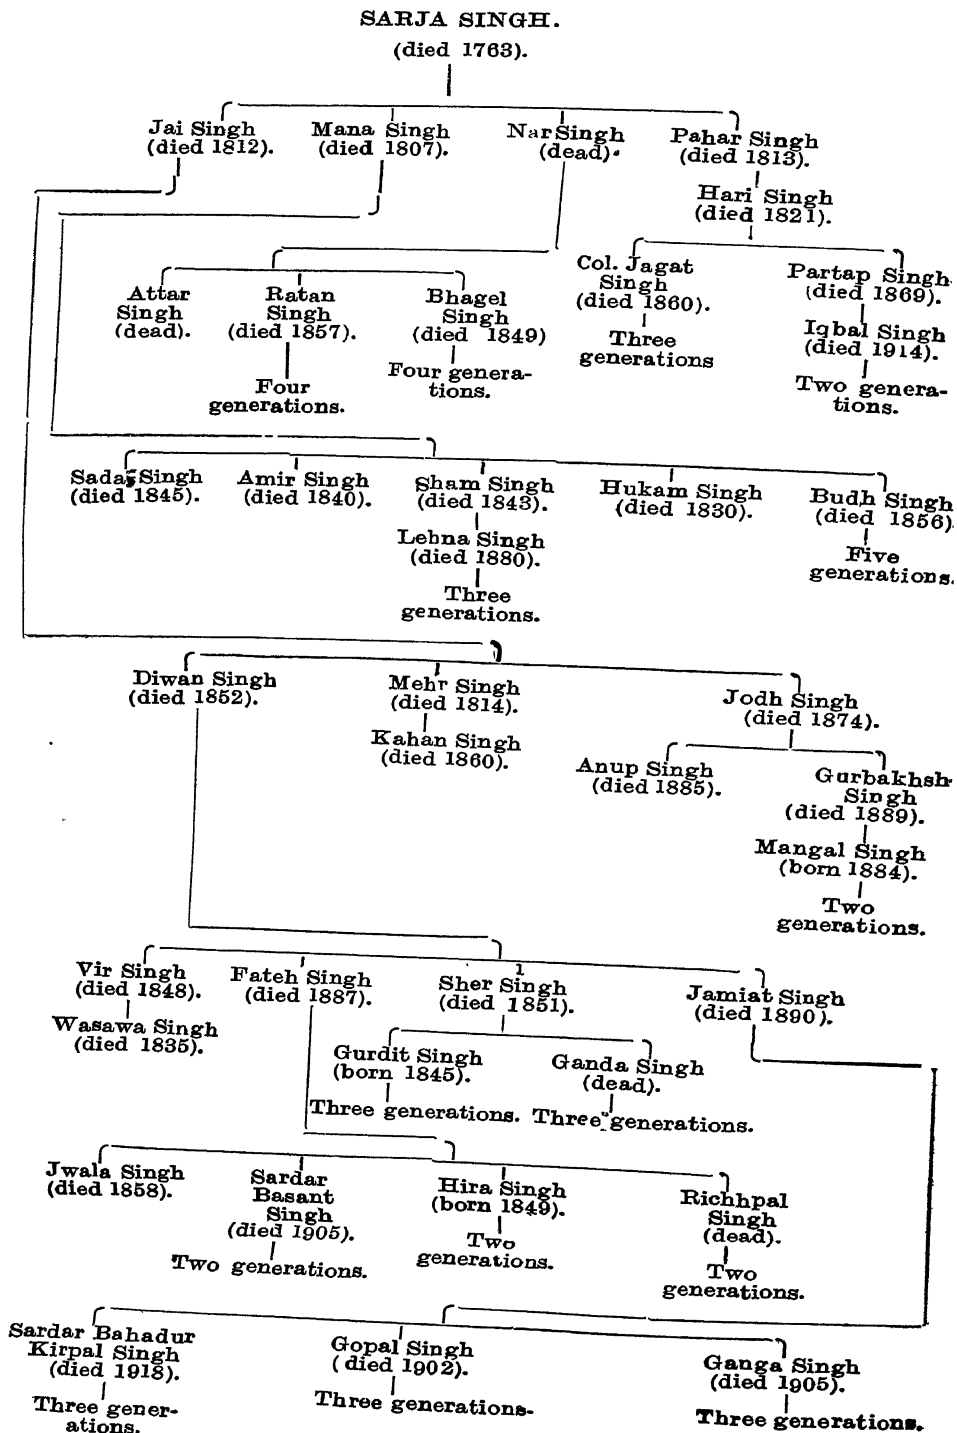 SARJA SINGH.
(died 1763).
Jai Singh
(died 1812).
Mana Singh
(died 1807).
Nar Singh
(dead).
Pahar Singh
(died 1813).
Hari Singh
(died 1821).
Attar
Singh
(dead).
Ratan
Singh
(died 1857).
Four
generations.
Bhagel
Singh
(died 1849)
Four genera-
tions.
Col. Jagat
Singh
(died 1860).
Three
generations
Partap Singh
(died 1869).
Iqbal Singh
(died 1914).
Two genera-
tions.
Sada Singh
(died 1845).
Amir Singh
(died 1840).
Sham Singh
(died 1843).
Lehna Singh
(died 1880).
Three
generations.
Hukam Singh
(died 1830).
Budh Singh
(died 1856)
Five
generations.
Diwan Singh
(died 1852).
Mehr Singh
(died 1814).
Kahan Singh
(died 1860).
Jodh Singh
(died 1874).
Anup Singh
(died 1885).
Gurbakhsh
Singh
(died 1889).
Mangal Singh
(born 1884).
Two
generations.
Vir Singh
(died 1848).
Wasawa Singh
(died 1835).
Fateh Singh
(died 1887).
Sher Singh
(died 1851).
Jamiat Singh
(died 1890).
Gurdit Singh
(born 1845).
Three generations.
Ganda Singh
(dead).
Three generations.
Jwala Singh
(died 1858).
Sardar
Basant
Singh
(died 1905).
Two generations.
Hira Singh
(born 1849).
Two
generations.
Richhpal
Singh
(dead).
Two
generations.
Sardar Bahadur
Kirpal Singh
(died 1918).
Three gener-
ations.
Gopal Singh
(died 1902).
Three generations.
Ganga Singh
(died 1905).
Three generations.